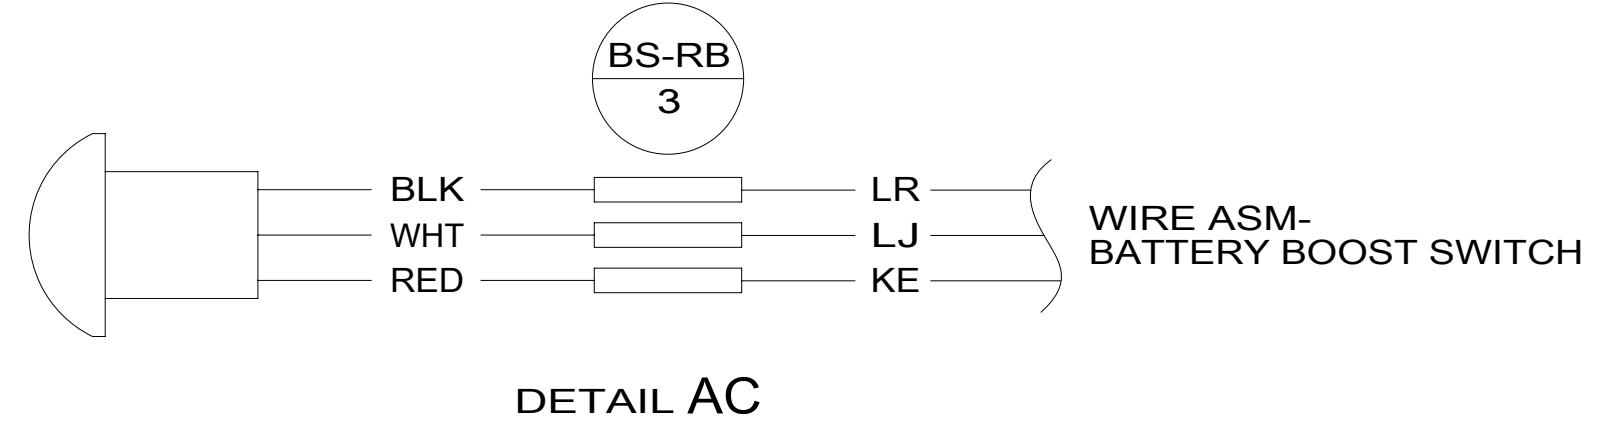 BS-RB
3
BLK LR
WHT LJ
RED KE
WIRE ASM-
BATTERY BOOST SWITCH
DETAIL AC